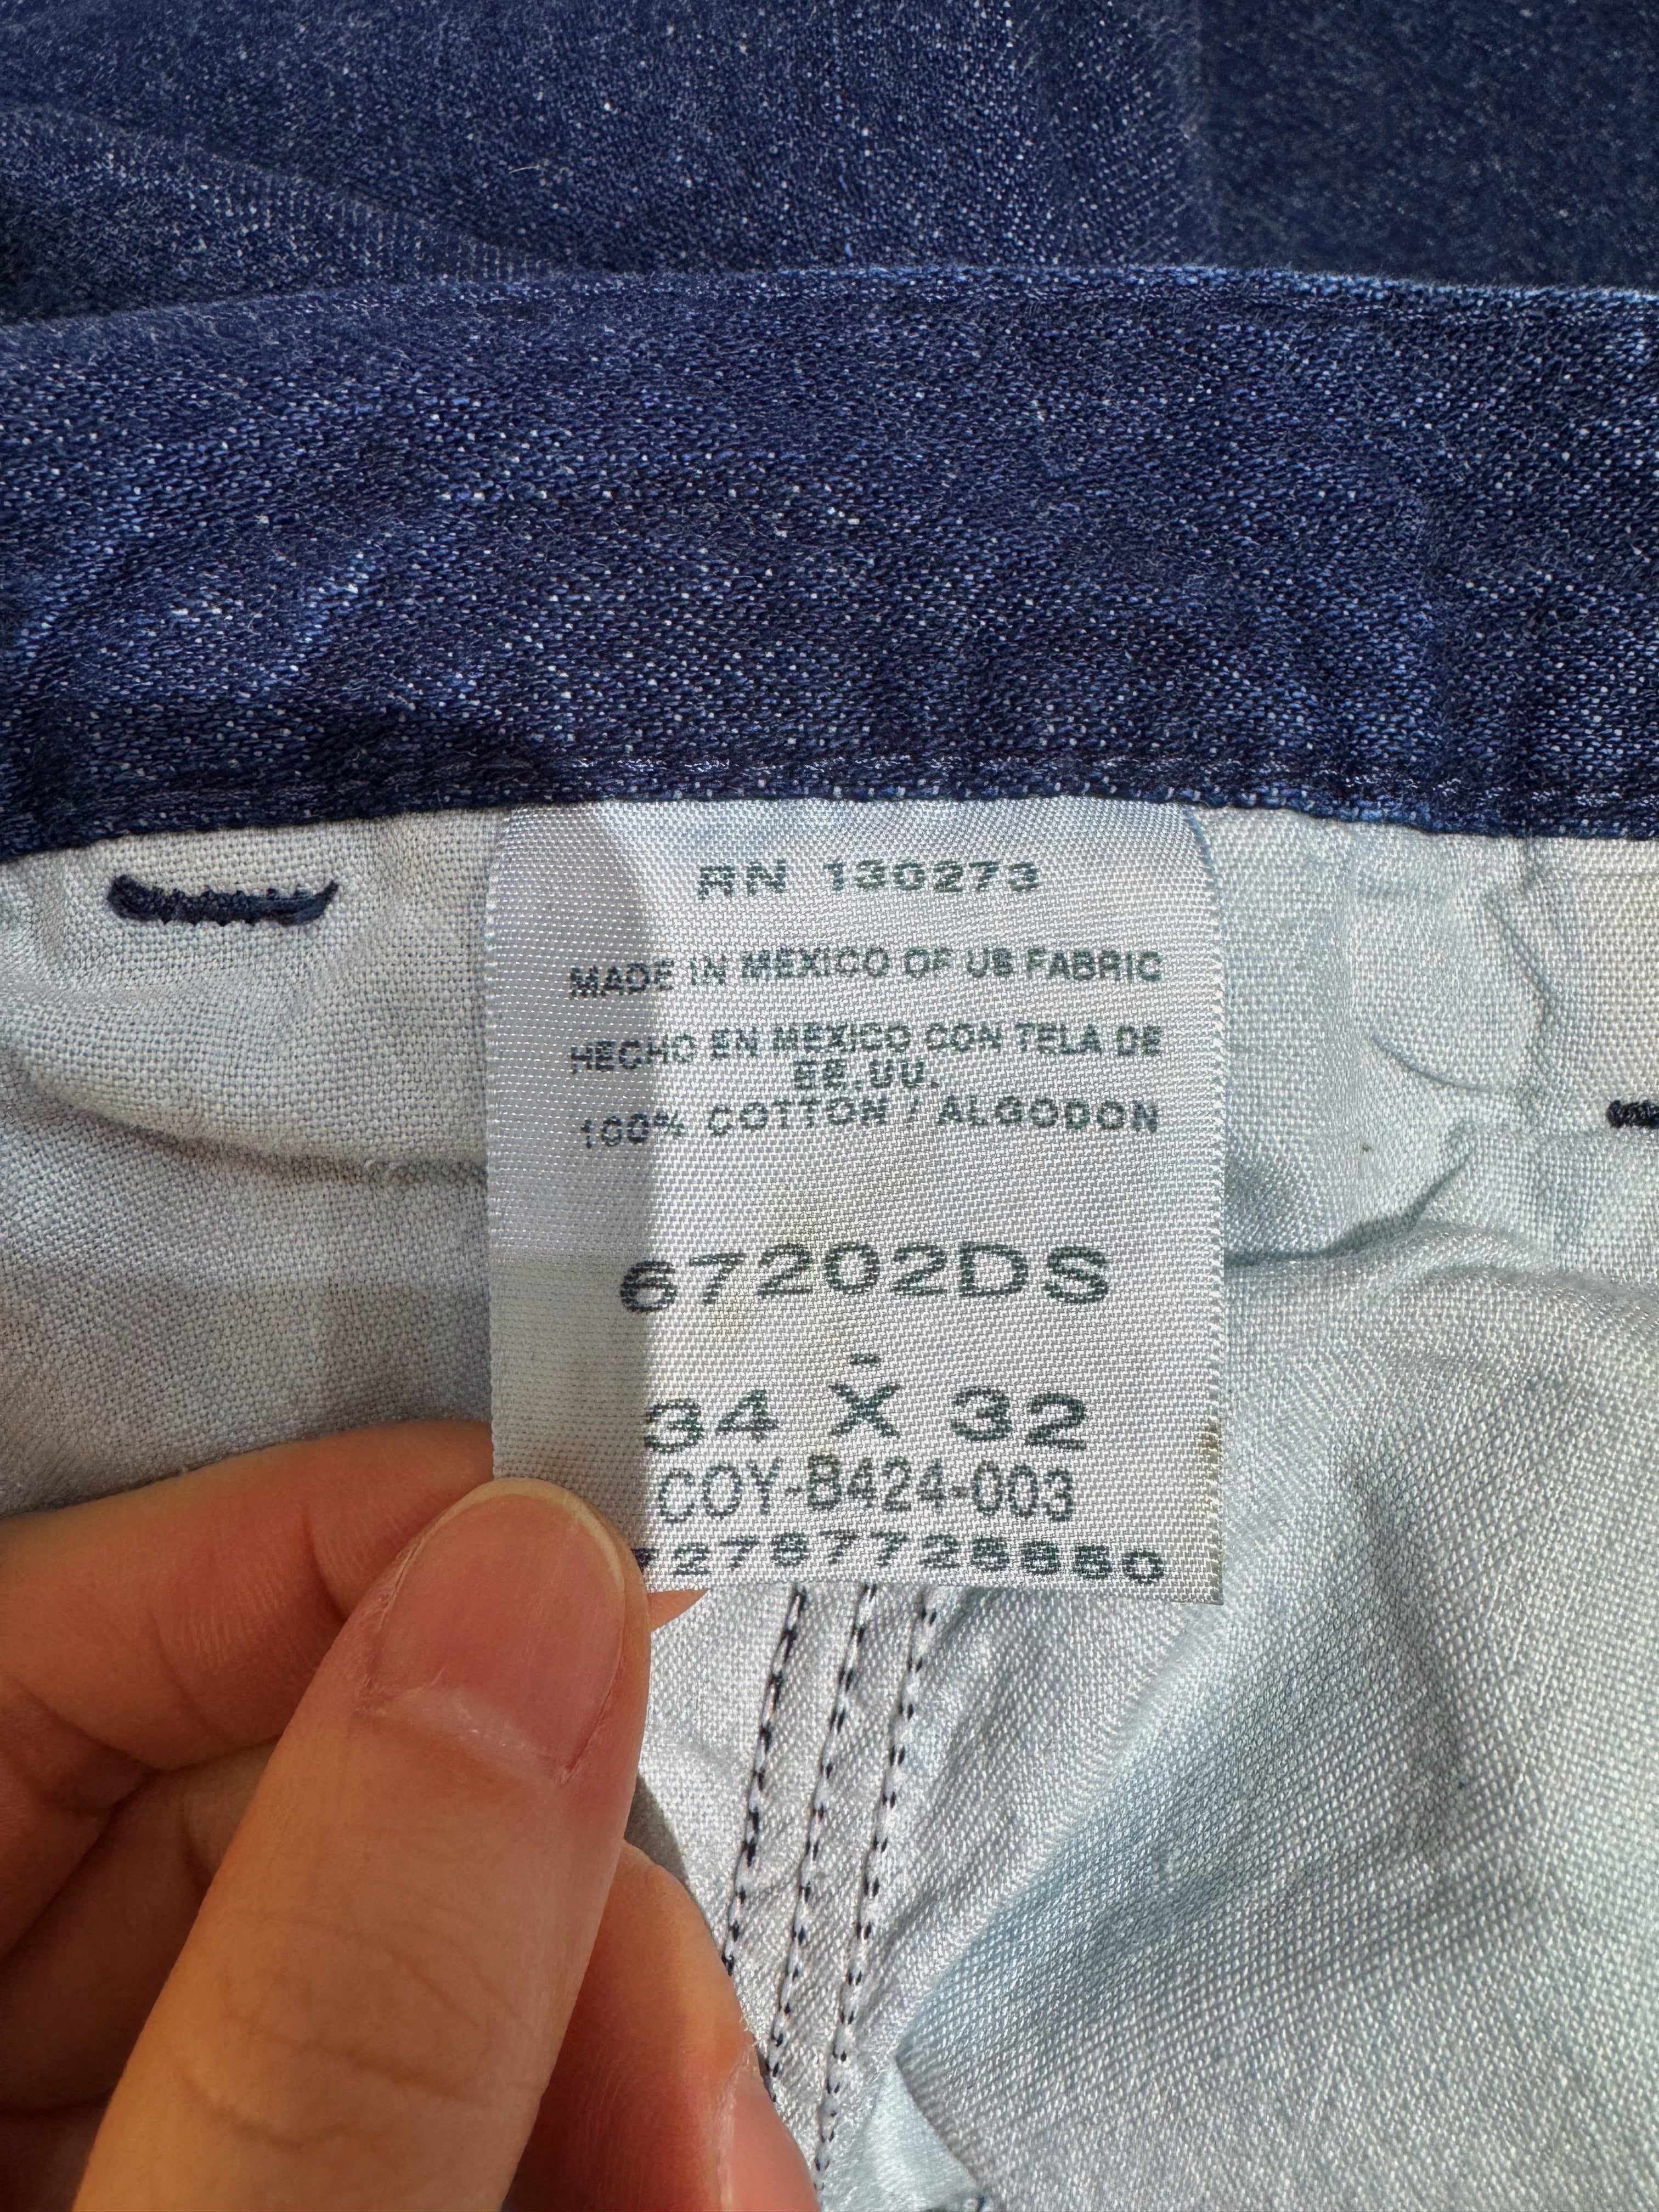 RN 130273
MADE IN MEXICO OF US FABRIC
HECHO EN MEXICO CON TELA DE
EE.UU.
100% COTTON / ALGODON
67202DS
-
34 X 32
COY-B424-003